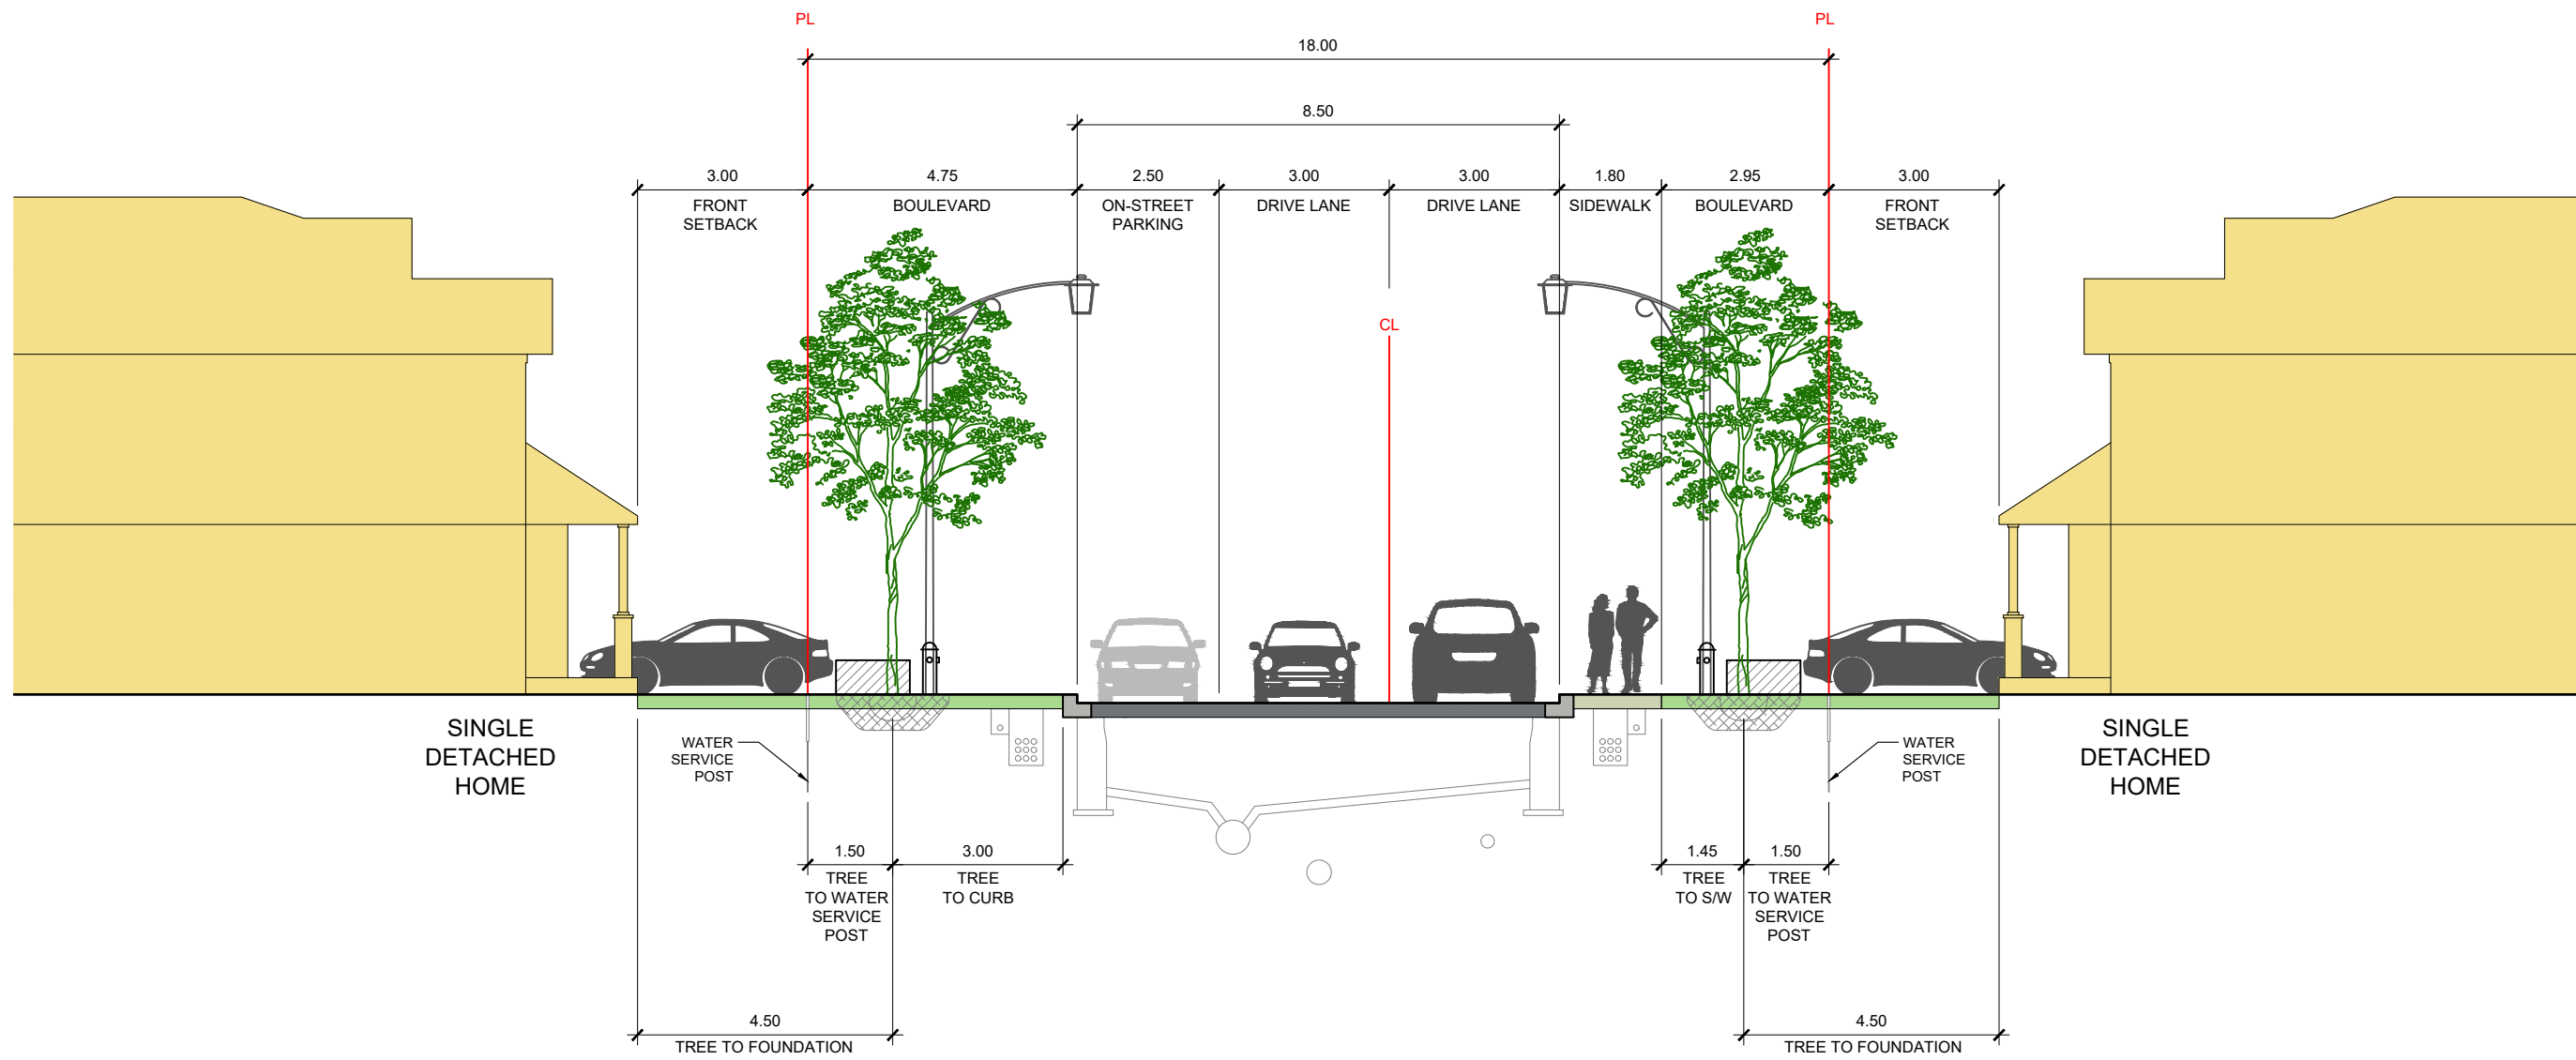 PL
PL
18.00
8.50
3.00
4.75
2.50
3.00
3.00
1.80
2.95
3.00
FRONT
SETBACK
BOULEVARD
ON-STREET
PARKING
DRIVE LANE
DRIVE LANE
SIDEWALK
BOULEVARD
FRONT
SETBACK
CL
SINGLE
DETACHED
HOME
WATER
SERVICE
POST
WATER
SERVICE
POST
SINGLE
DETACHED
HOME
1.50
TREE
TO WATER
SERVICE
POST
3.00
TREE
TO CURB
1.45
TREE
TO S/W
1.50
TREE
TO WATER
SERVICE
POST
4.50
TREE TO FOUNDATION
4.50
TREE TO FOUNDATION